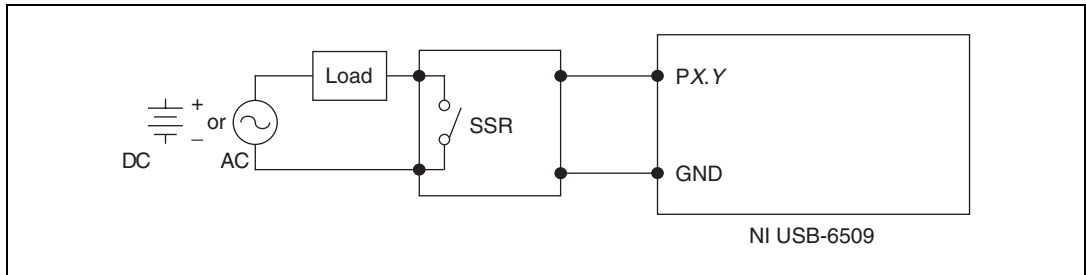 Load
PX.Y
+
or
–
SSR
DC
AC
GND
NI USB-6509